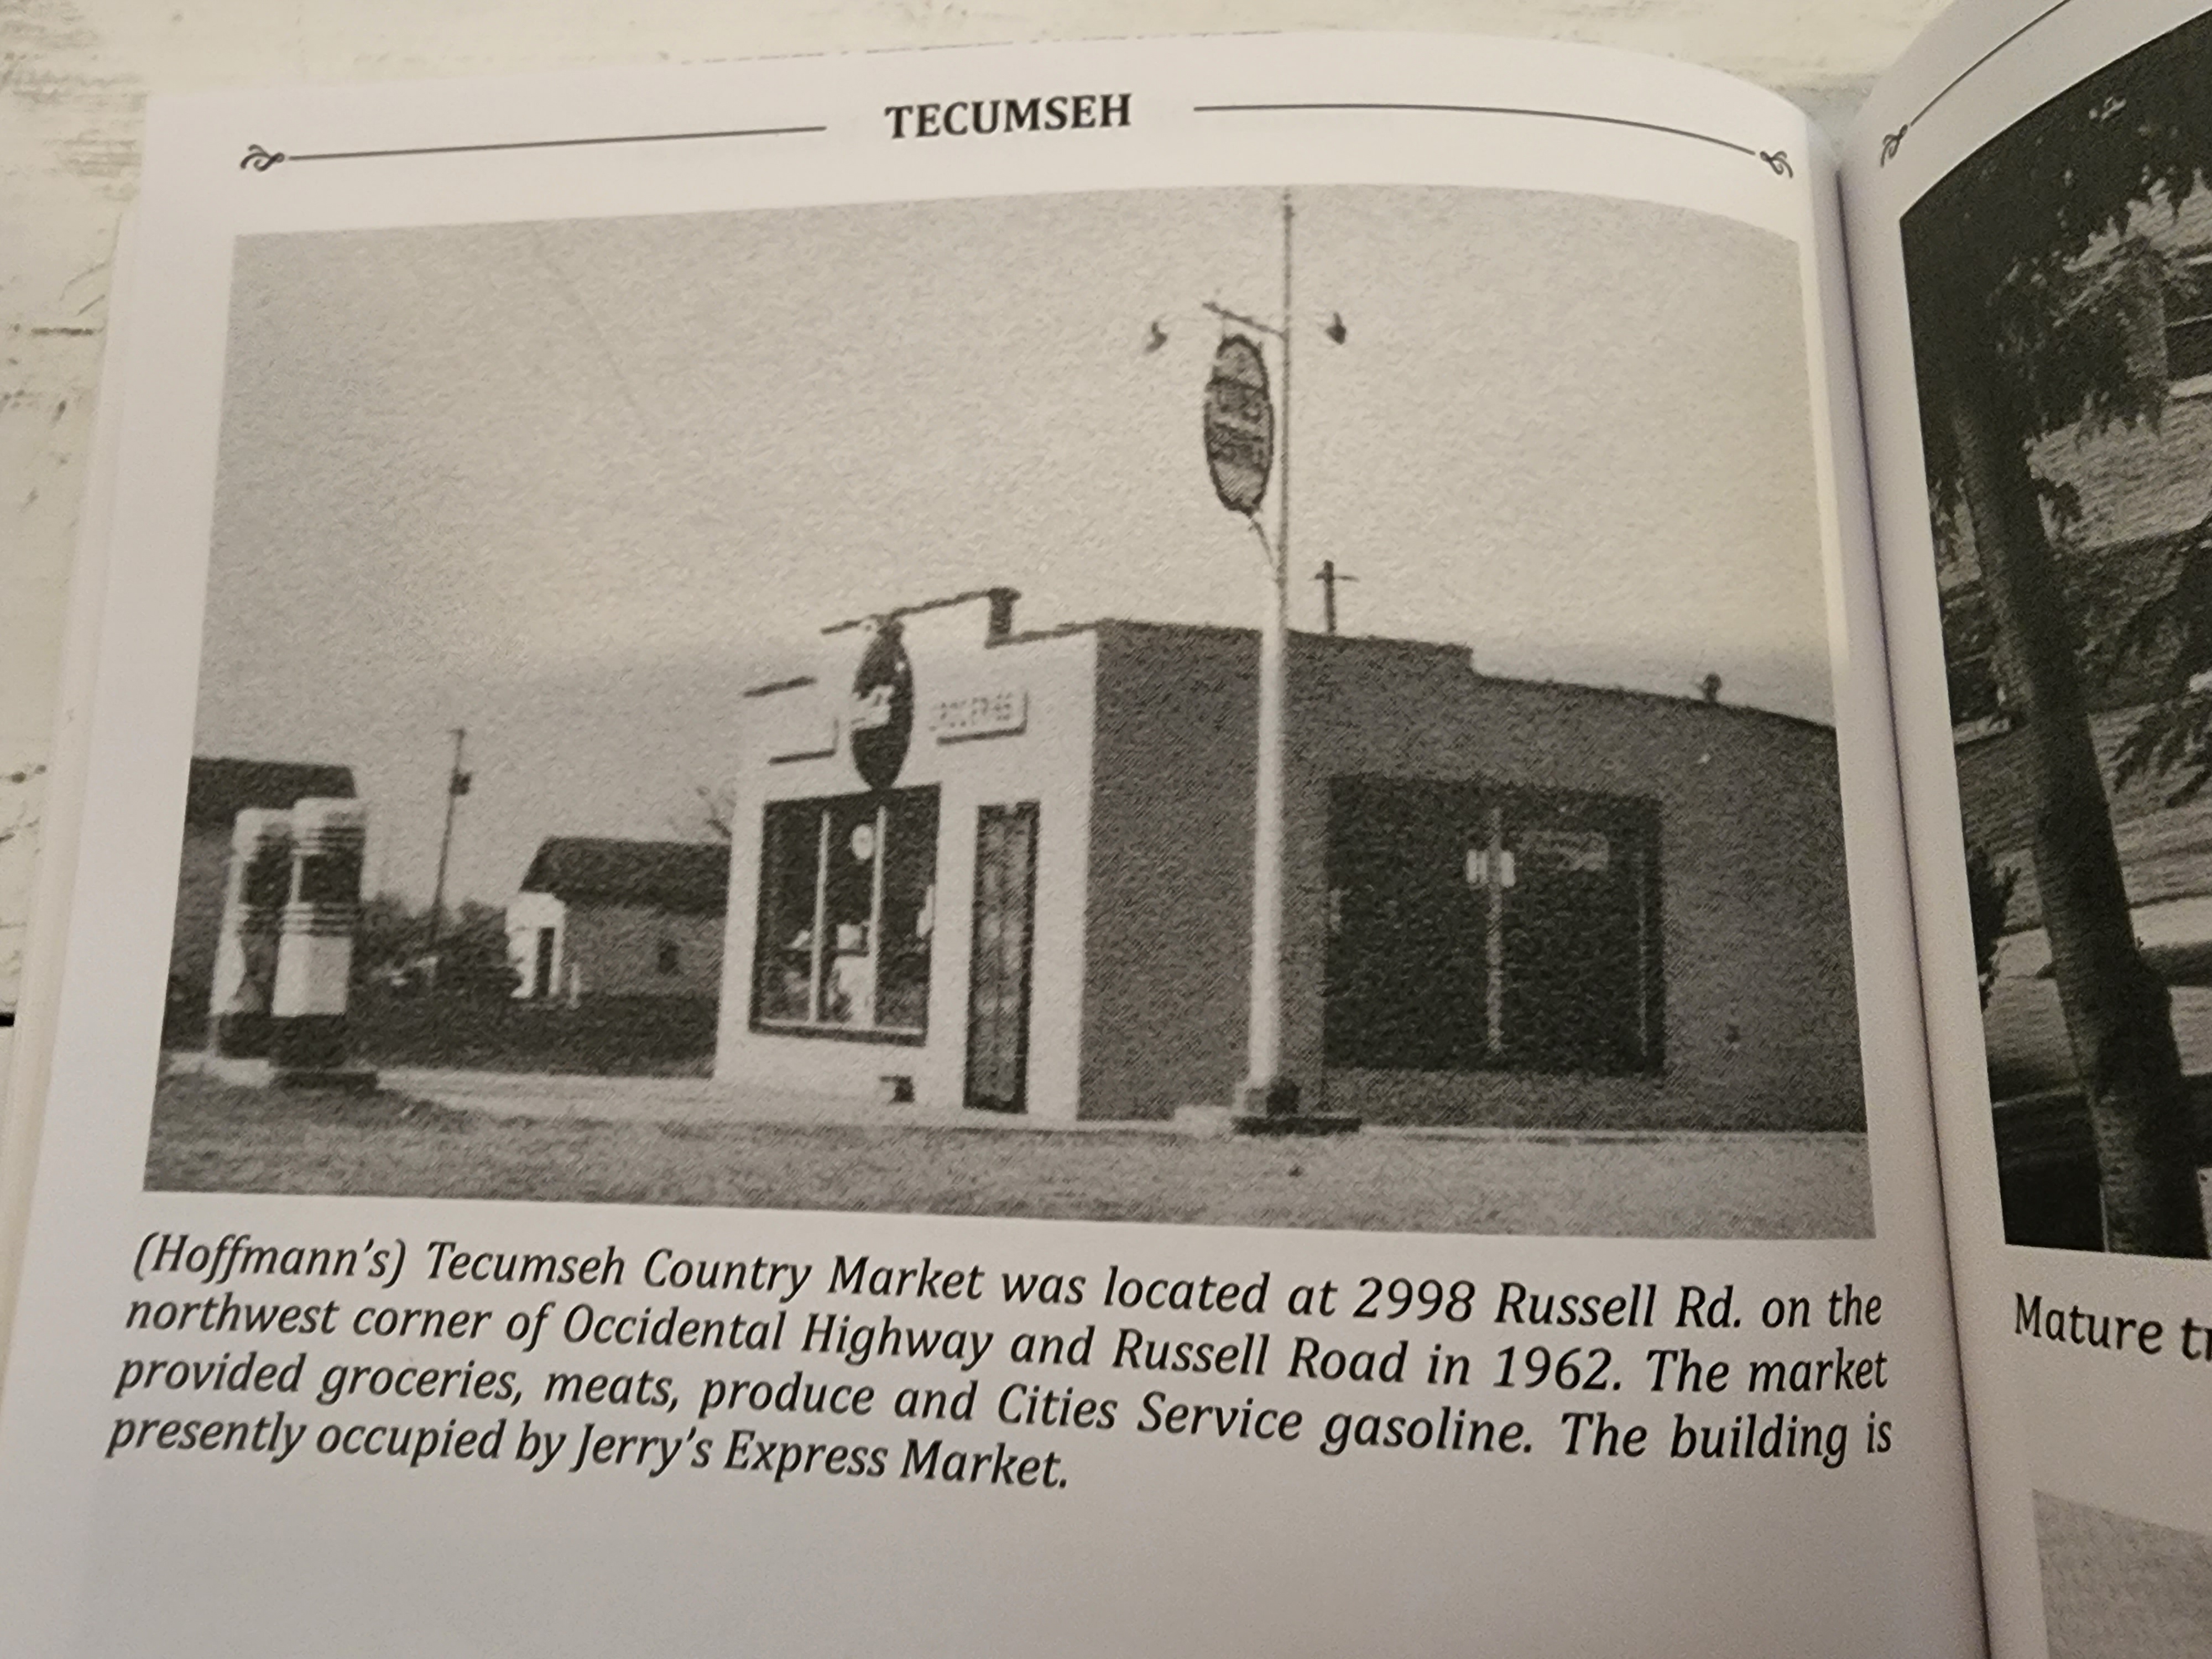 TECUMSEH
GROCERIES
(Hoffmann's) Tecumseh Country Market was located at 2998 Russell Rd. on the
northwest corner of Occidental Highway and Russell Road in 1962. The market
provided groceries, meats, produce and Cities Service gasoline. The building is
presently occupied by Jerry's Express Market.
Mature